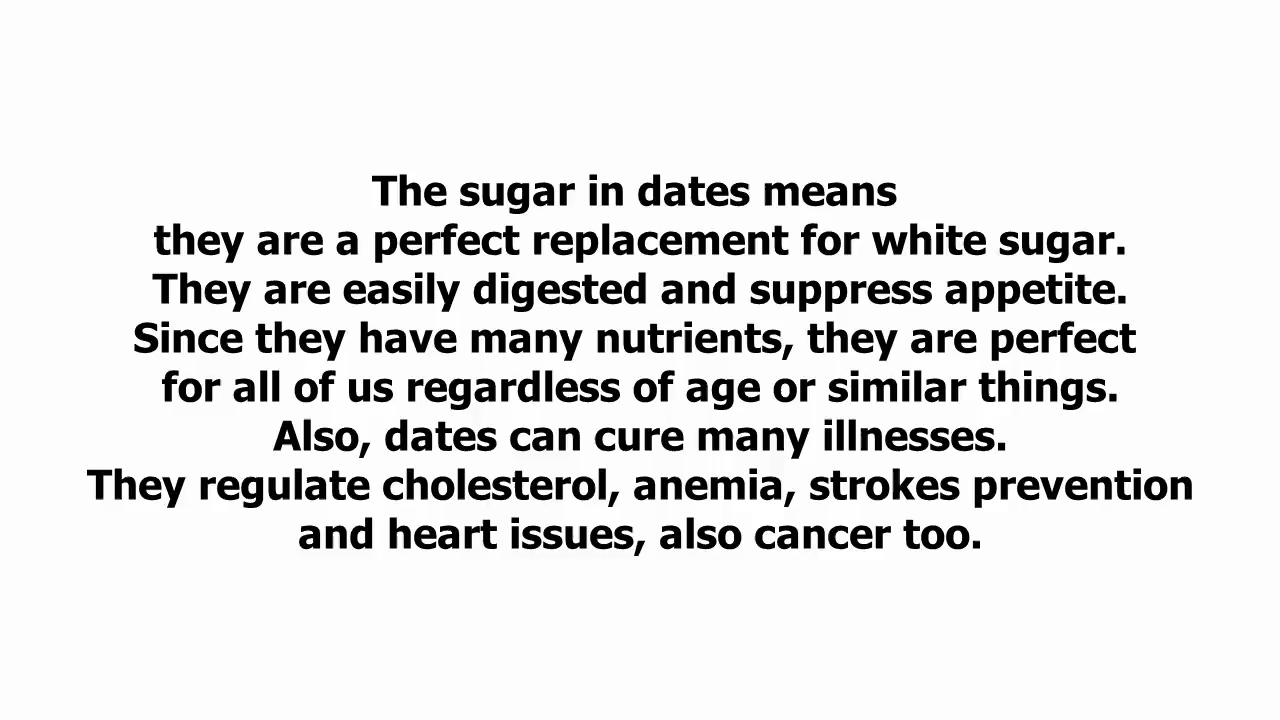 The sugar in dates means
they are a perfect replacement for white sugar.
They are easily digested and suppress appetite.
Since they have many nutrients, they are perfect
for all of us regardless of age or similar things.
Also, dates can cure many illnesses.
They regulate cholesterol, anemia, strokes prevention
and heart issues, also cancer too.